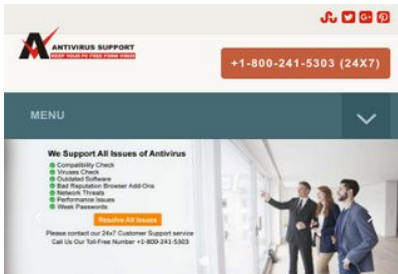 ANTIVIRUS SUPPORT
KEEP YOUR PC FREE FORM VIRUS
+1-800-241-5303 (24X7)
MENU
We Support All Issues of Antivirus
Compatibility Check
Viruses Check
Outdated Software
Bad Reputation Browser Add-Ons
Network Threats
Performance Issues
Weak Passwords
Resolve All Issues
Please contact our 24x7 Customer Support service
Call Us Our Toll-Free Number +1-800-241-5303